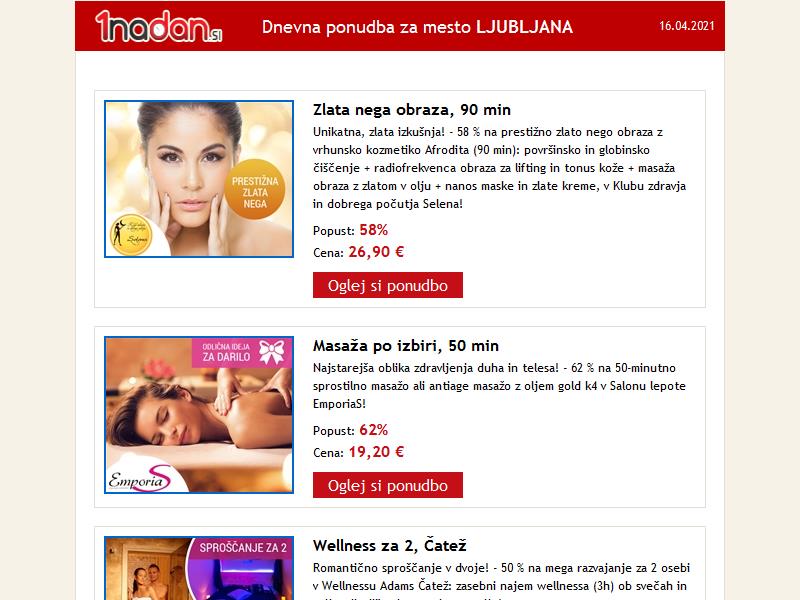 1nadan.si
Dnevna ponudba za mesto LJUBLJANA
16.04.2021
Zlata nega obraza, 90 min
Unikatna, zlata izkušnja! - 58 % na prestižno zlato nego obraza z
vrhunsko kozmetiko Afrodita (90 min): površinsko in globinsko
čiščenje + radiofrekvenca obraza za lifting in tonus kože + masaža
obraza z zlatom v olju + nanos maske in zlate kreme, v Klubu zdravja
in dobrega počutja Selena!
Popust: 58%
Cena: 26,90 €
Oglej si ponudbo
PRESTIŽNA
ZLATA
NEGA
Selena
Masaža po izbiri, 50 min
Najstarejša oblika zdravljenja duha in telesa! - 62 % na 50-minutno
sprostilno masažo ali antiage masažo z oljem gold k4 v Salonu lepote
EmporiaS!
Popust: 62%
Cena: 19,20 €
Oglej si ponudbo
ODLIČNA IDEJA
ZA DARILO
EmporiaS
Wellness za 2, Čatež
Romantično sproščanje v dvoje! - 50 % na mega razvajanje za 2 osebi
v Wellnessu Adams Čatež: zasebni najem wellnessa (3h) ob svečah in
SPROŠČANJE ZA 2